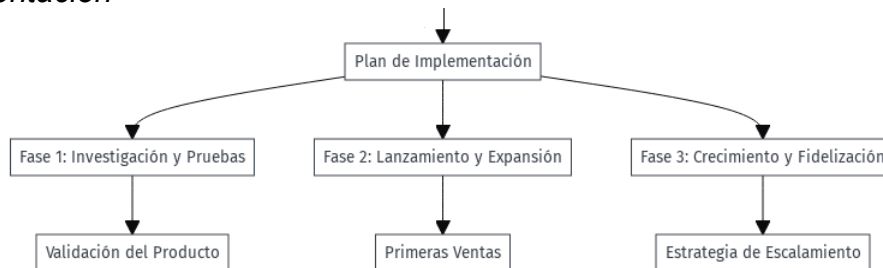 Plan de Implementación
Fase 1: Investigación y Pruebas
Fase 2: Lanzamiento y Expansión
Fase 3: Crecimiento y Fidelización
Validación del Producto
Primeras Ventas
Estrategia de Escalamiento